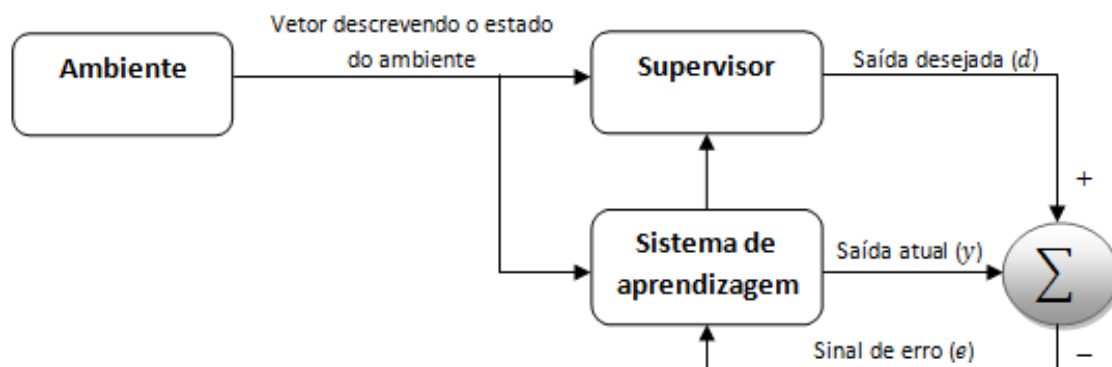 Vetor descrevendo o estado
do ambiente
Ambiente
Supervisor
Saída desejada (d)
+
Sistema de
aprendizagem
Saída atual (y)
∑
Sinal de erro (e)
−